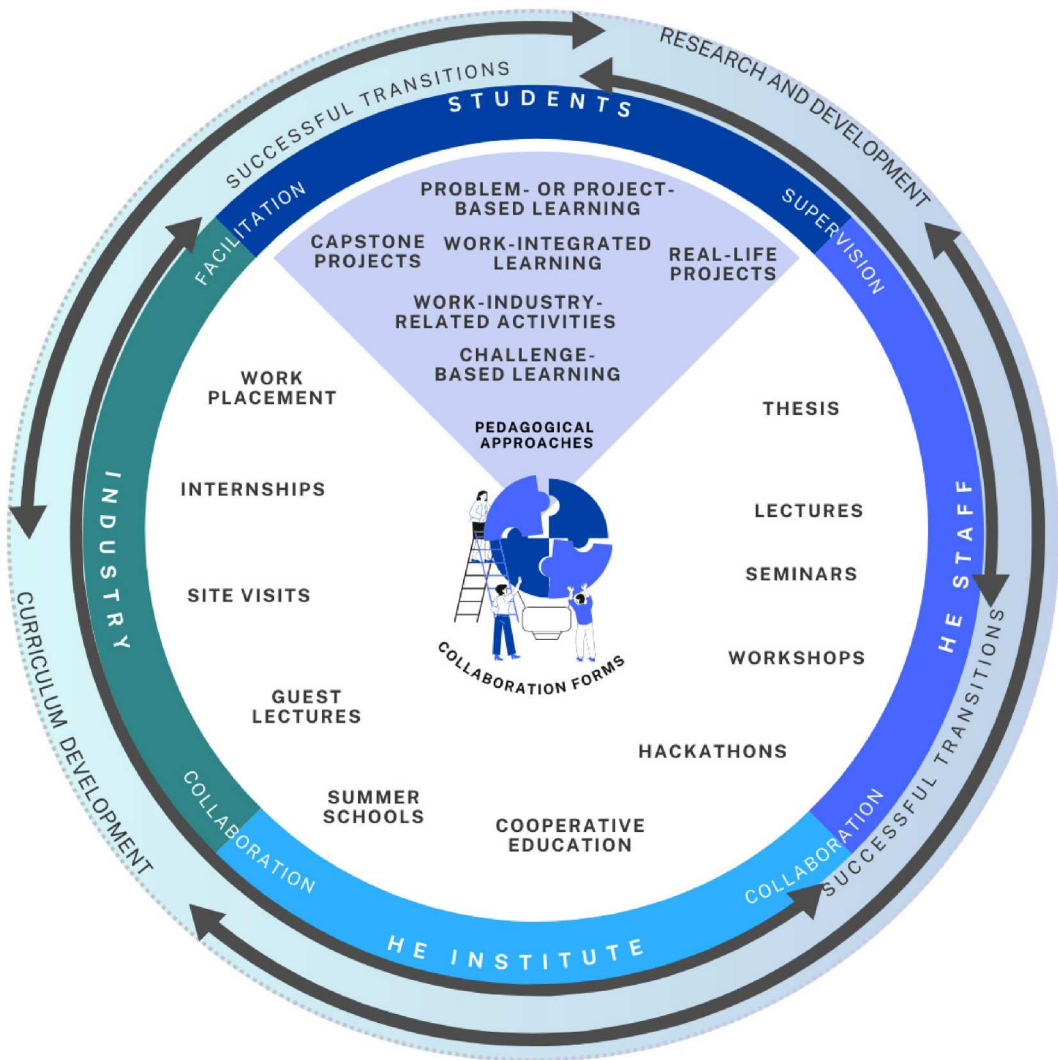 RESEARCH AND DEVELOPMENT
SUCCESSFUL TRANSITIONS
STUDENTS
FACILITATION
SUPERVISION
PROBLEM- OR PROJECT-
BASED LEARNING
CAPSTONE
PROJECTS
WORK-INTEGRATED
LEARNING
REAL-LIFE
PROJECTS
WORK-INDUSTRY-
RELATED ACTIVITIES
CHALLENGE-
BASED LEARNING
PEDAGOGICAL
APPROACHES
WORK
PLACEMENT
INTERNSHIPS
SITE VISITS
GUEST
LECTURES
SUMMER
SCHOOLS
COOPERATIVE
EDUCATION
HACKATHONS
WORKSHOPS
SEMINARS
LECTURES
THESIS
COLLABORATION FORMS
INDUSTRY
HE STAFF
CURRICULUM DEVELOPMENT
SUCCESSFUL TRANSITIONS
COLLABORATION
COLLABORATION
HE INSTITUTE